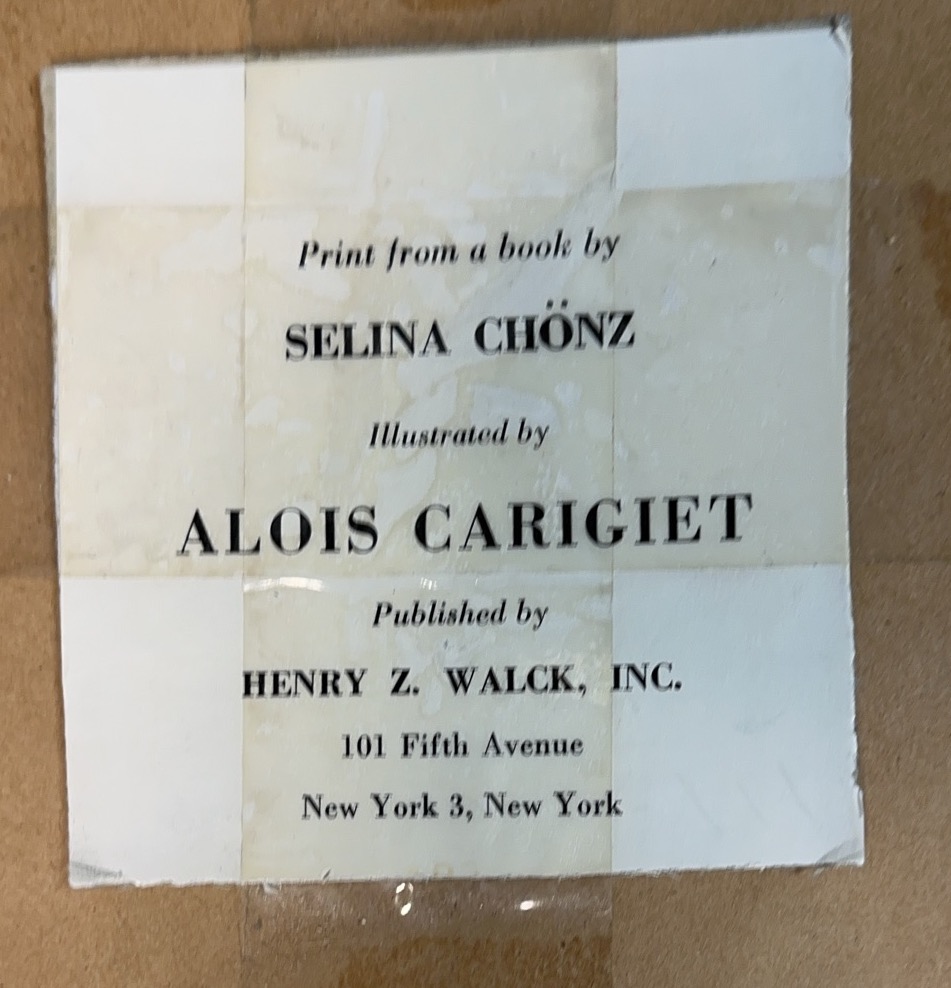 Print from a book by
SELINA CHÖNZ
Illustrated by
ALOIS CARIGIET
Published by
HENRY Z. WALCK, INC.
101 Fifth Avenue
New York 3, New York